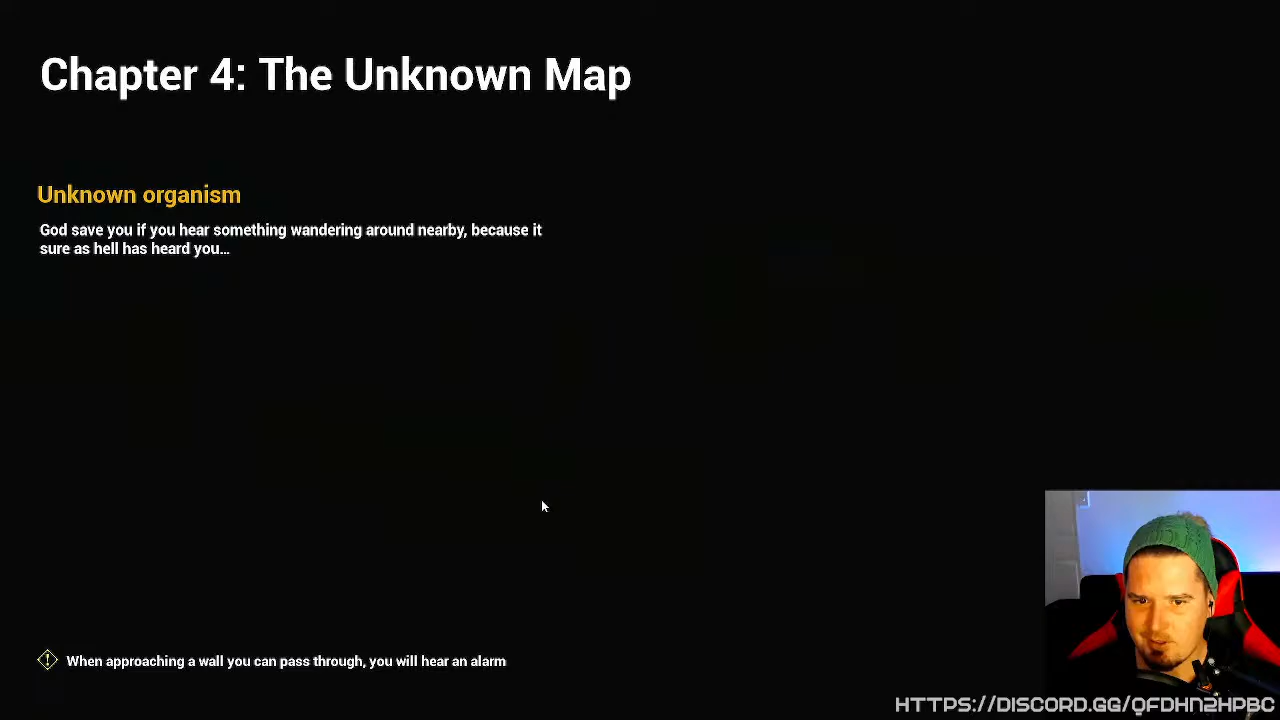 Chapter 4: The Unknown Map
Unknown organism
God save you if you hear something wandering around nearby, because it
sure as hell has heard you...
When approaching a wall you can pass through, you will hear an alarm
HTTPS://DISCORD.GG/QFDHN2HPBC